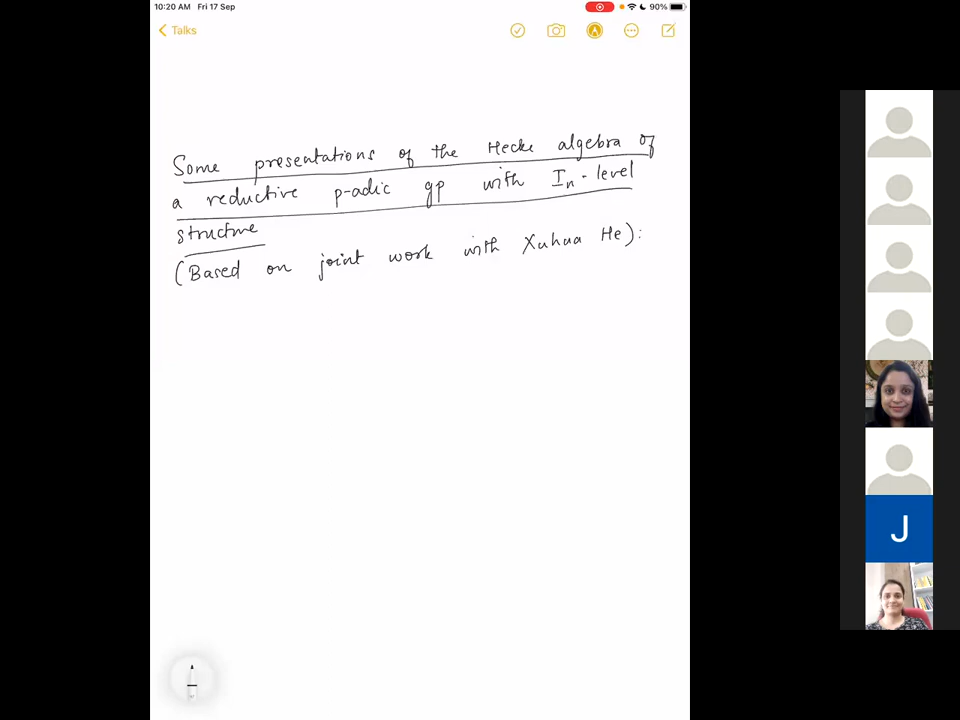 10:20 AM Fri 17 Sep
90%
Talks
Some presentations of the Hecke algebra of
a reductive p-adic gp with In-level
structure
(Based on joint work with Xuhua He):
J